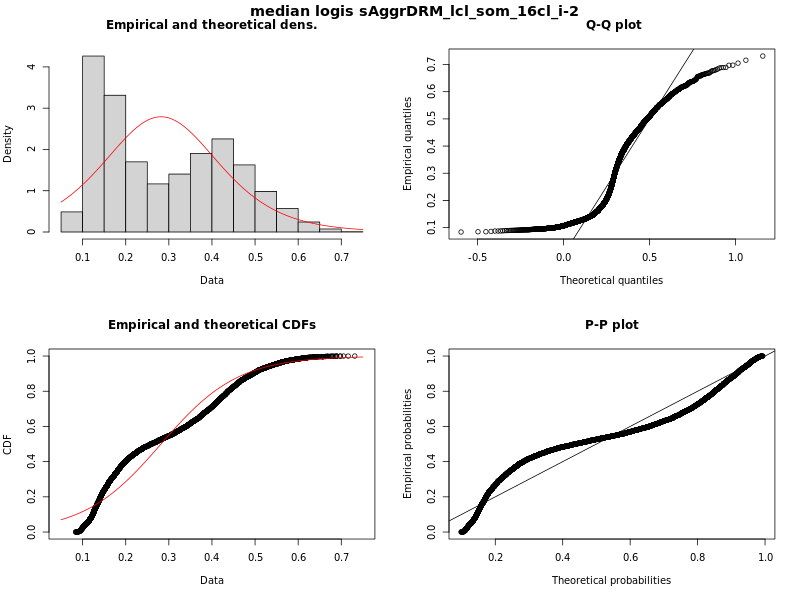 median logis sAggrDRM_lcl_som_16cl_i-2
Empirical and theoretical dens.
Density
0 1 2 3 4
0.1 0.2 0.3 0.4 0.5 0.6 0.7
Data
Q-Q plot
Empirical quantiles
0.1 0.2 0.3 0.4 0.5 0.6 0.7
-0.5 0.0 0.5 1.0
Theoretical quantiles
Empirical and theoretical CDFs
CDF
0.0 0.2 0.4 0.6 0.8 1.0
0.1 0.2 0.3 0.4 0.5 0.6 0.7
Data
P-P plot
Empirical probabilities
0.0 0.2 0.4 0.6 0.8 1.0
0.2 0.4 0.6 0.8 1.0
Theoretical probabilities